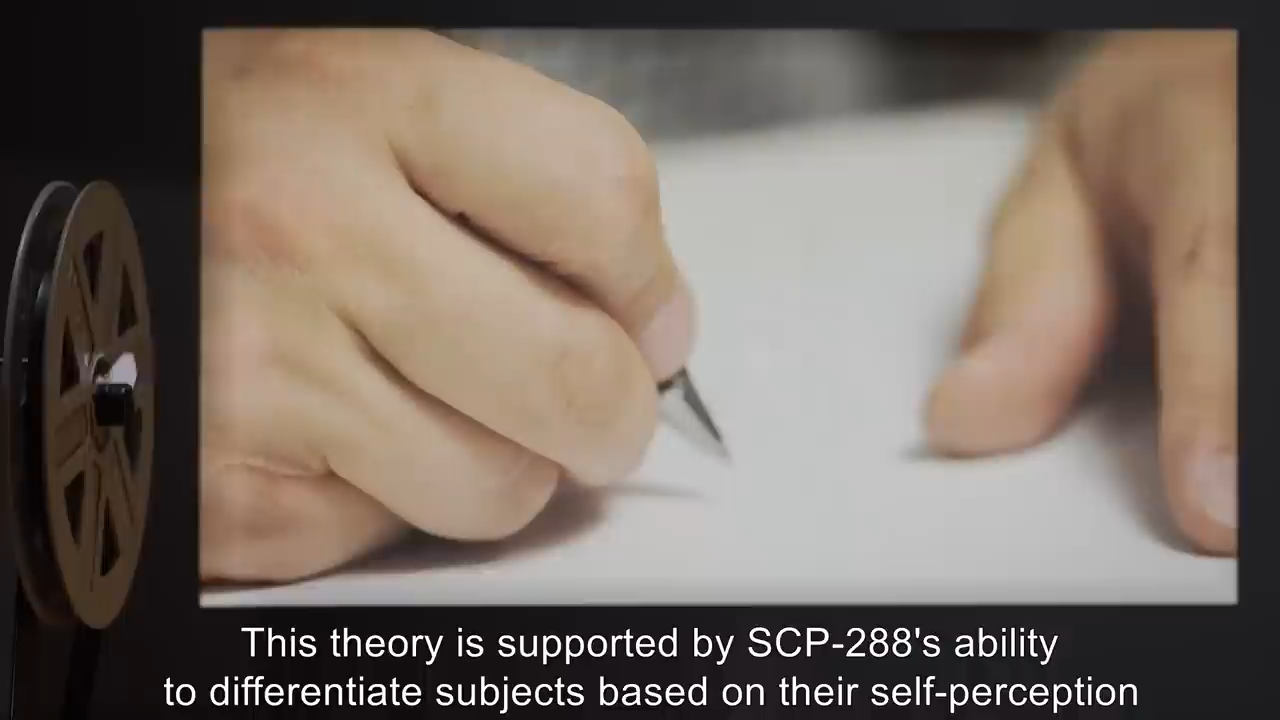 This theory is supported by SCP-288's ability
to differentiate subjects based on their self-perception